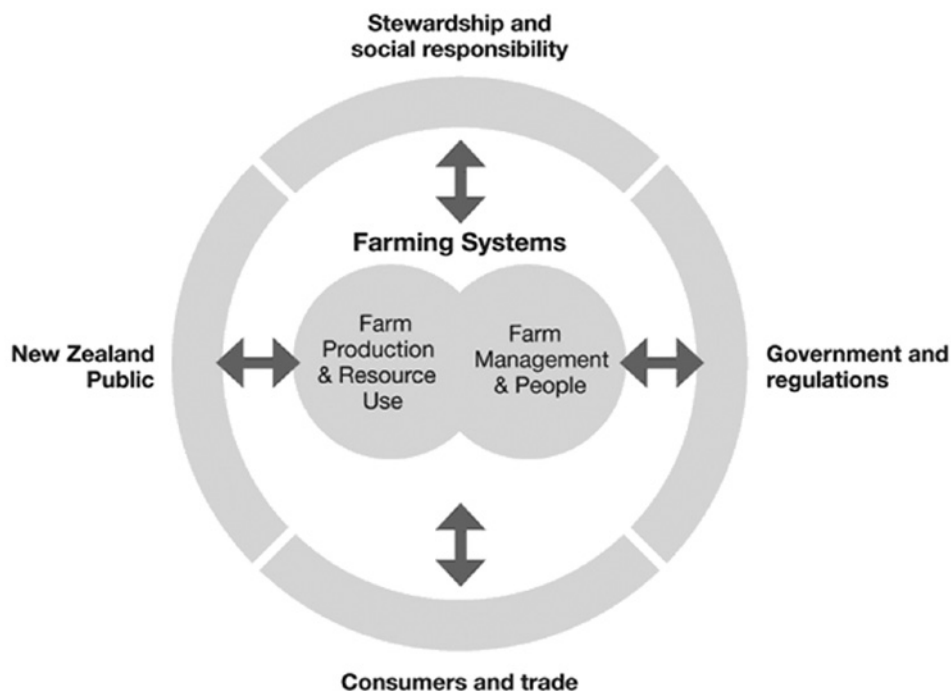 Stewardship and
social responsibility
Farming Systems
Farm
Production
& Resource
Use
Farm
Management
& People
New Zealand
Public
Government and
regulations
Consumers and trade